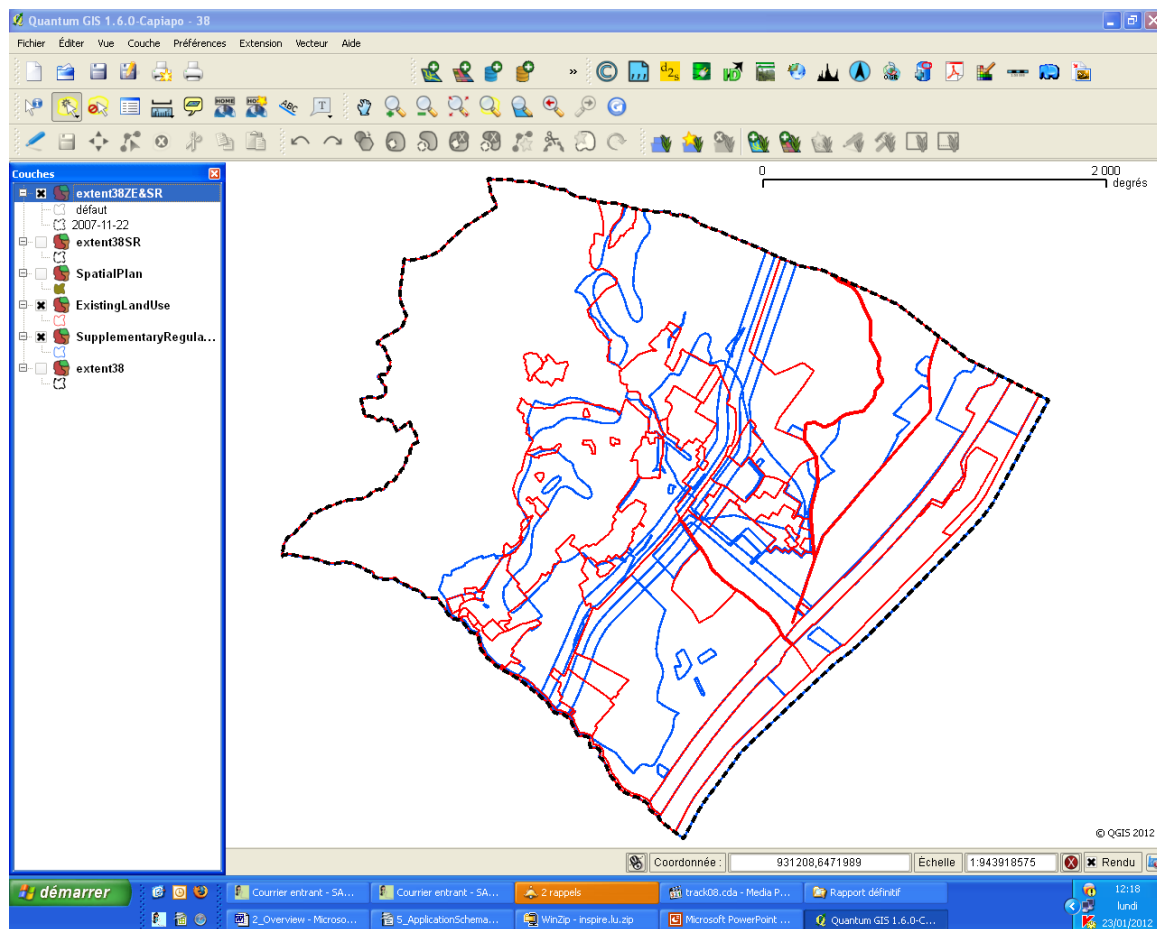 Quantum GIS 1.6.0-Capiapo - 38
Fichier Éditer Vue Couche Préférences Extension Vecteur Aide
Couches
extent38ZE&SR
défaut
2007-11-22
extent38SR
SpatialPlan
ExistingLandUse
SupplementaryRegula...
extent38
0 2 000
degrés
© QGIS 2012
Coordonnée : 931208,6471989 Échelle 1:943918575 Rendu
démarrer
Courrier entrant - SA...
Courrier entrant - SA...
2 rappels
track08.cda - Media P...
Rapport définitif
12:18
2_Overview - Microso...
5_ApplicationSchema...
WinZip - inspire.lu.zip
Microsoft PowerPoint ...
Quantum GIS 1.6.0-C...
lundi
23/01/2012